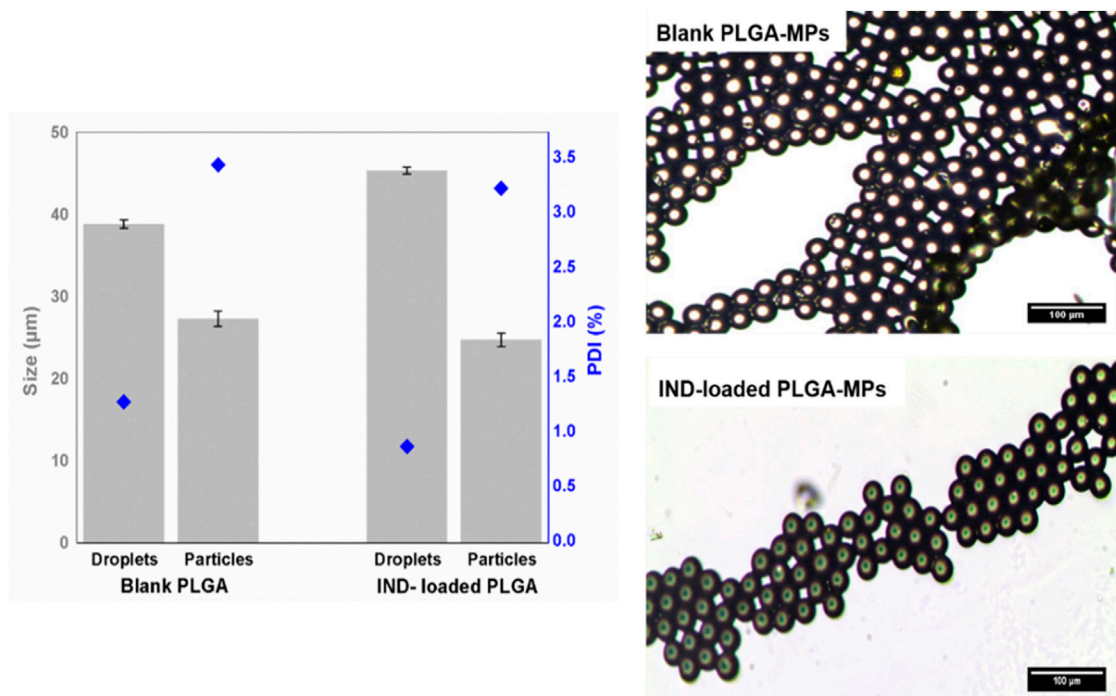 50
40
30
20
10
0
Size (µm)
3.5
3.0
2.5
2.0
1.5
1.0
0.5
0.0
PDI (%)
Droplets Particles Droplets Particles
Blank PLGA IND- loaded PLGA
Blank PLGA-MPs
100 µm
IND-loaded PLGA-MPs
100 µm